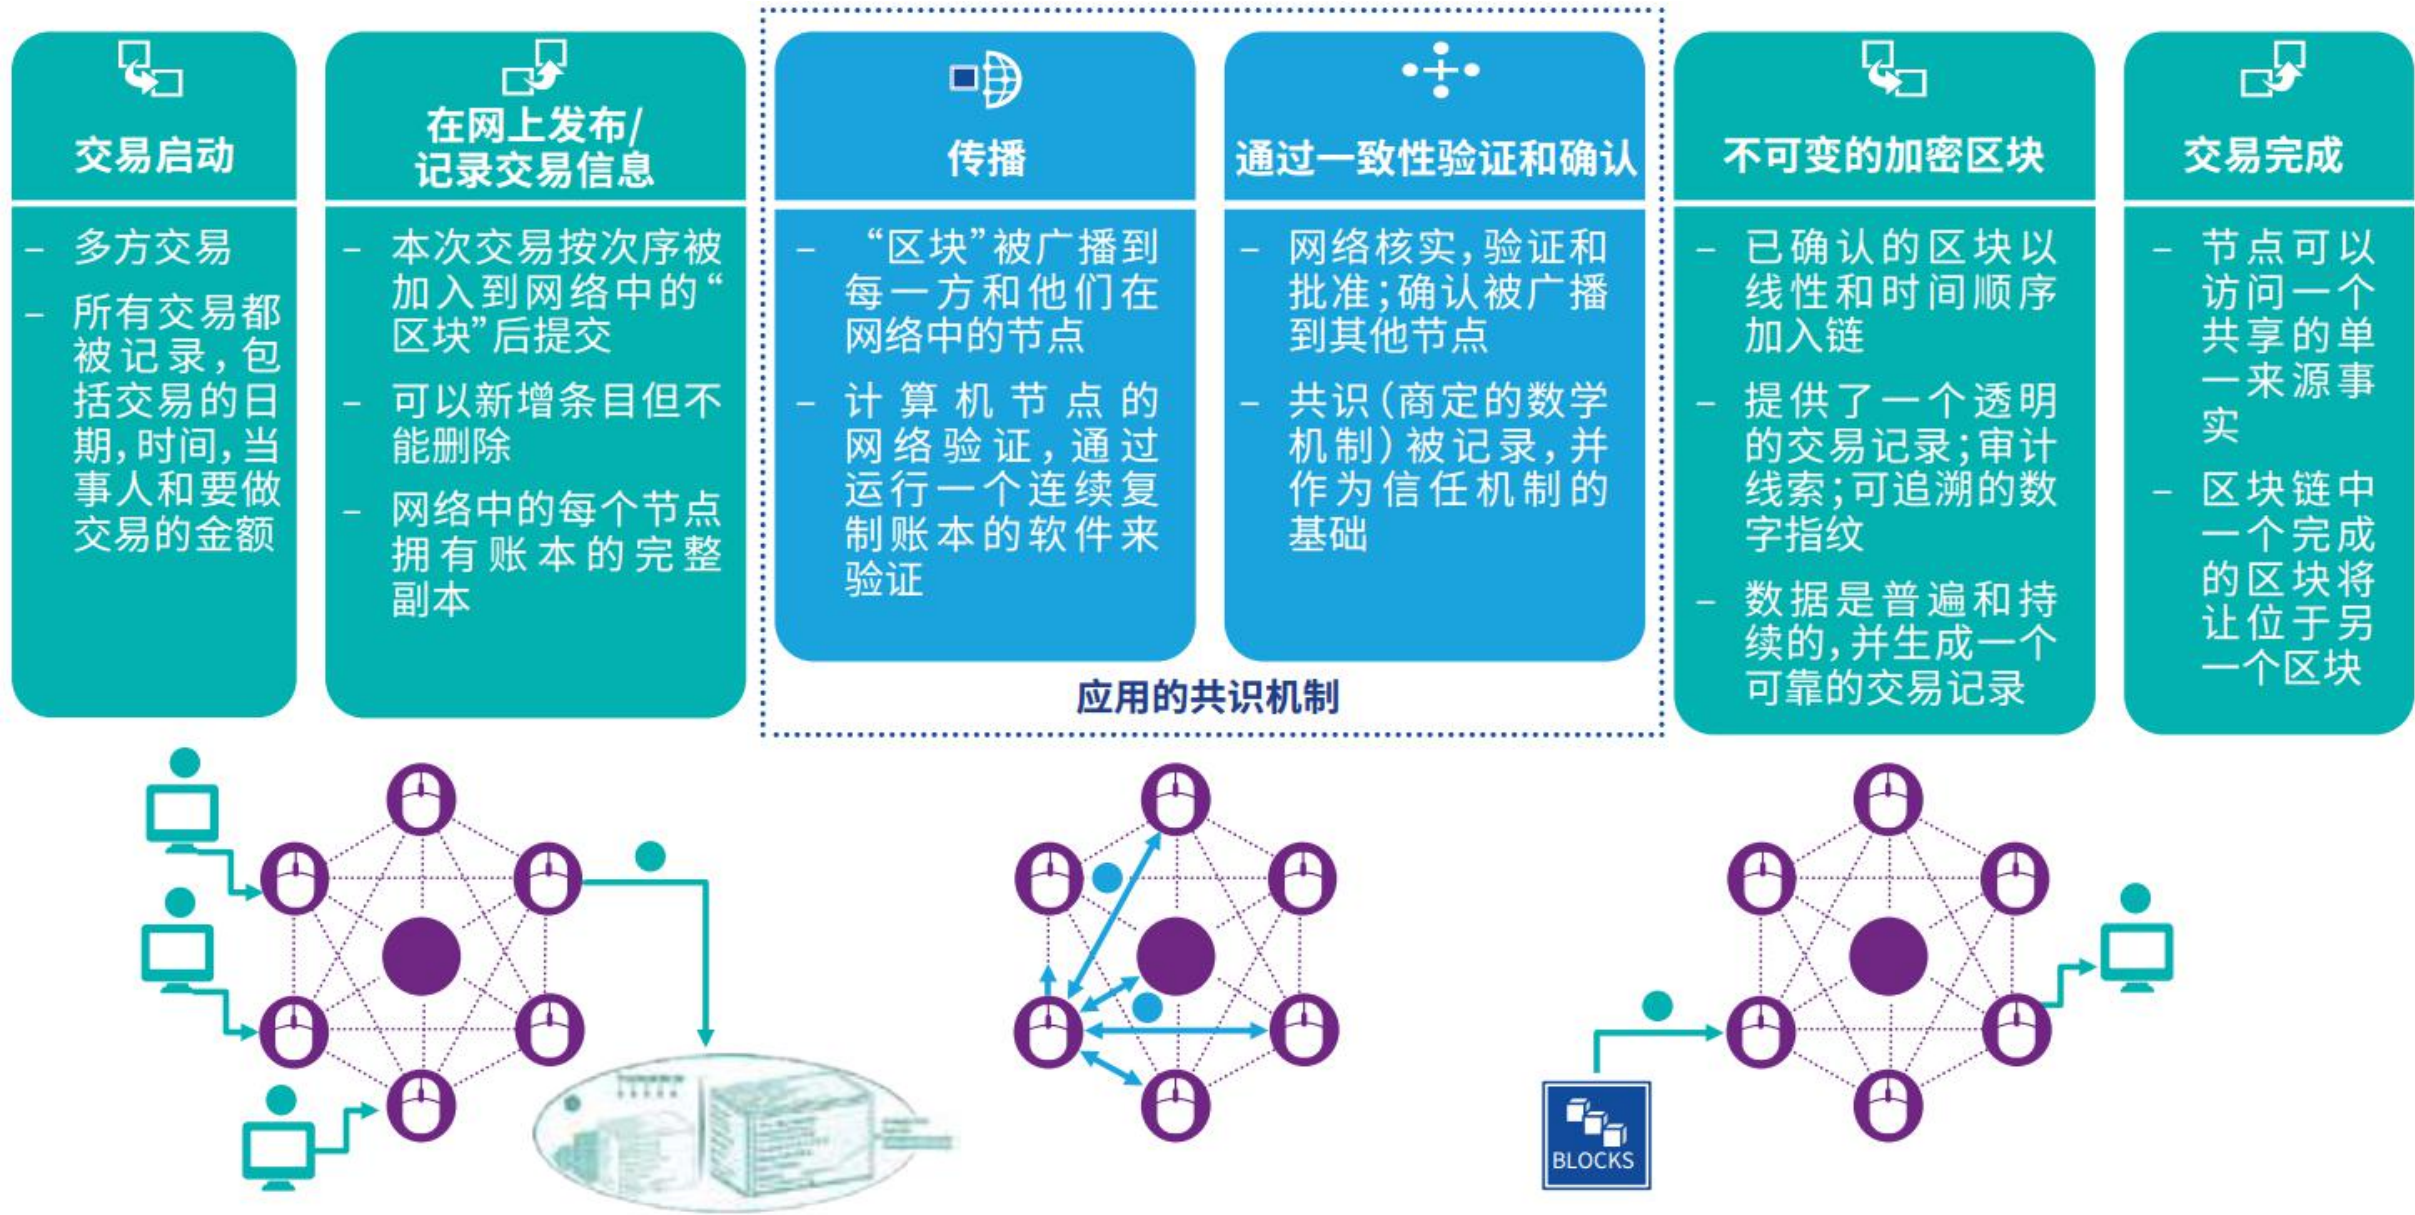 交易启动
– 多方交易
– 所有交易都
被记录，包
括交易的日
期，时间，当
事人和要做
交易的金额
在网上发布/
记录交易信息
– 本次交易按次序被
加入到网络中的“
区块”后提交
– 可以新增条目但不
能删除
– 网络中的每个节点
拥有账本的完整
副本
传播
– “区块”被广播到
每一方和他们在
网络中的节点
– 计算机节点的
网络验证，通过
运行一个连续复
制账本的软件来
验证
通过一致性验证和确认
– 网络核实，验证和
批准；确认被广播
到其他节点
– 共识（商定的数学
机制）被记录，并
作为信任机制的
基础
应用的共识机制
不可变的加密区块
– 已确认的区块以
线性和时间顺序
加入链
– 提供了一个透明
的交易记录；审计
线索；可追溯的数
字指纹
– 数据是普遍和持
续的，并生成一个
可靠的交易记录
交易完成
– 节点可以
访问一个
共享的单
一来源事
实
– 区块链中
一个完成
的区块将
让位于另
一个区块
BLOCKS